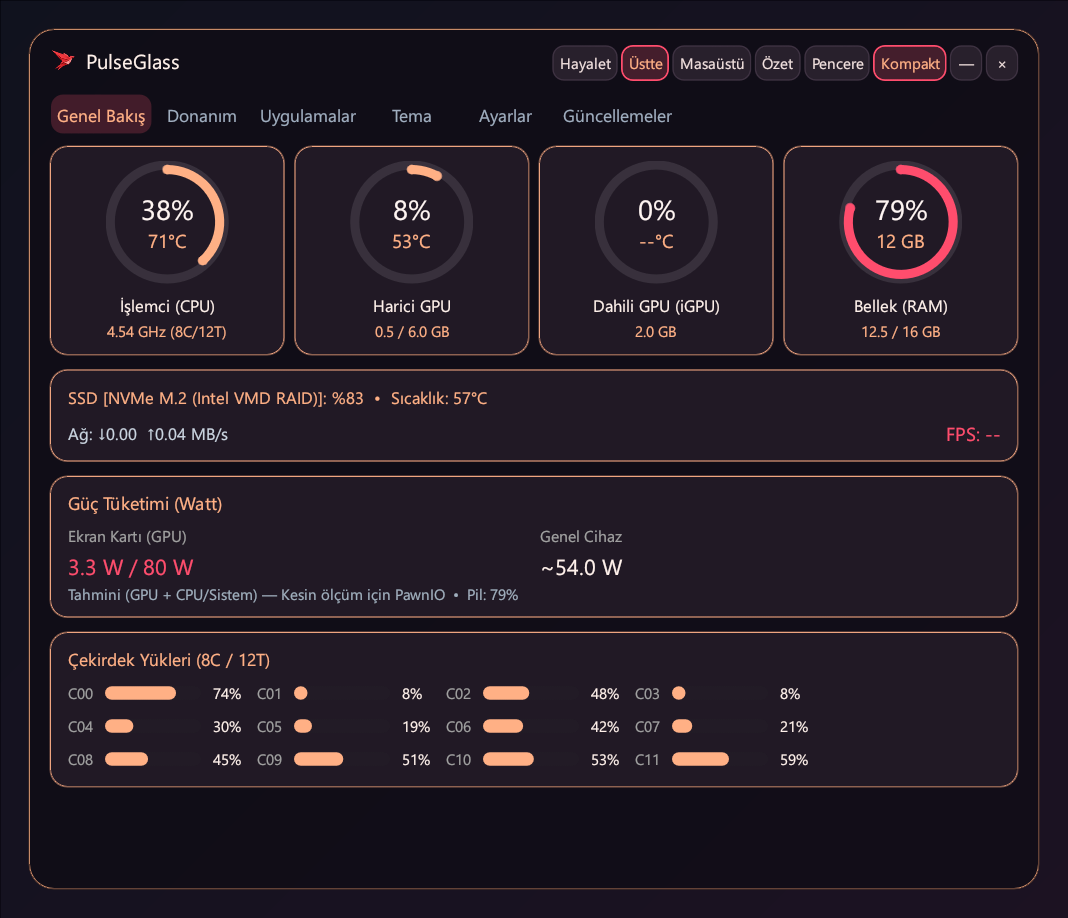 PulseGlass
Hayalet Üstte Masaüstü Özet Pencere Kompakt — ×
Genel Bakış Donanım Uygulamalar Tema Ayarlar Güncellemeler
38% 8% 0% 79%
71°C 53°C --°C 12 GB
İşlemci (CPU) Harici GPU Dahili GPU (iGPU) Bellek (RAM)
4.54 GHz (8C/12T) 0.5 / 6.0 GB 2.0 GB 12.5 / 16 GB
SSD [NVMe M.2 (Intel VMD RAID)]: %83 • Sıcaklık: 57°C
Ağ: ↓0.00 ↑0.04 MB/s FPS: --
Güç Tüketimi (Watt)
Ekran Kartı (GPU) Genel Cihaz
3.3 W / 80 W ~54.0 W
Tahmini (GPU + CPU/Sistem) — Kesin ölçüm için PawnIO • Pil: 79%
Çekirdek Yükleri (8C / 12T)
C00 74% C01 8% C02 48% C03 8%
C04 30% C05 19% C06 42% C07 21%
C08 45% C09 51% C10 53% C11 59%